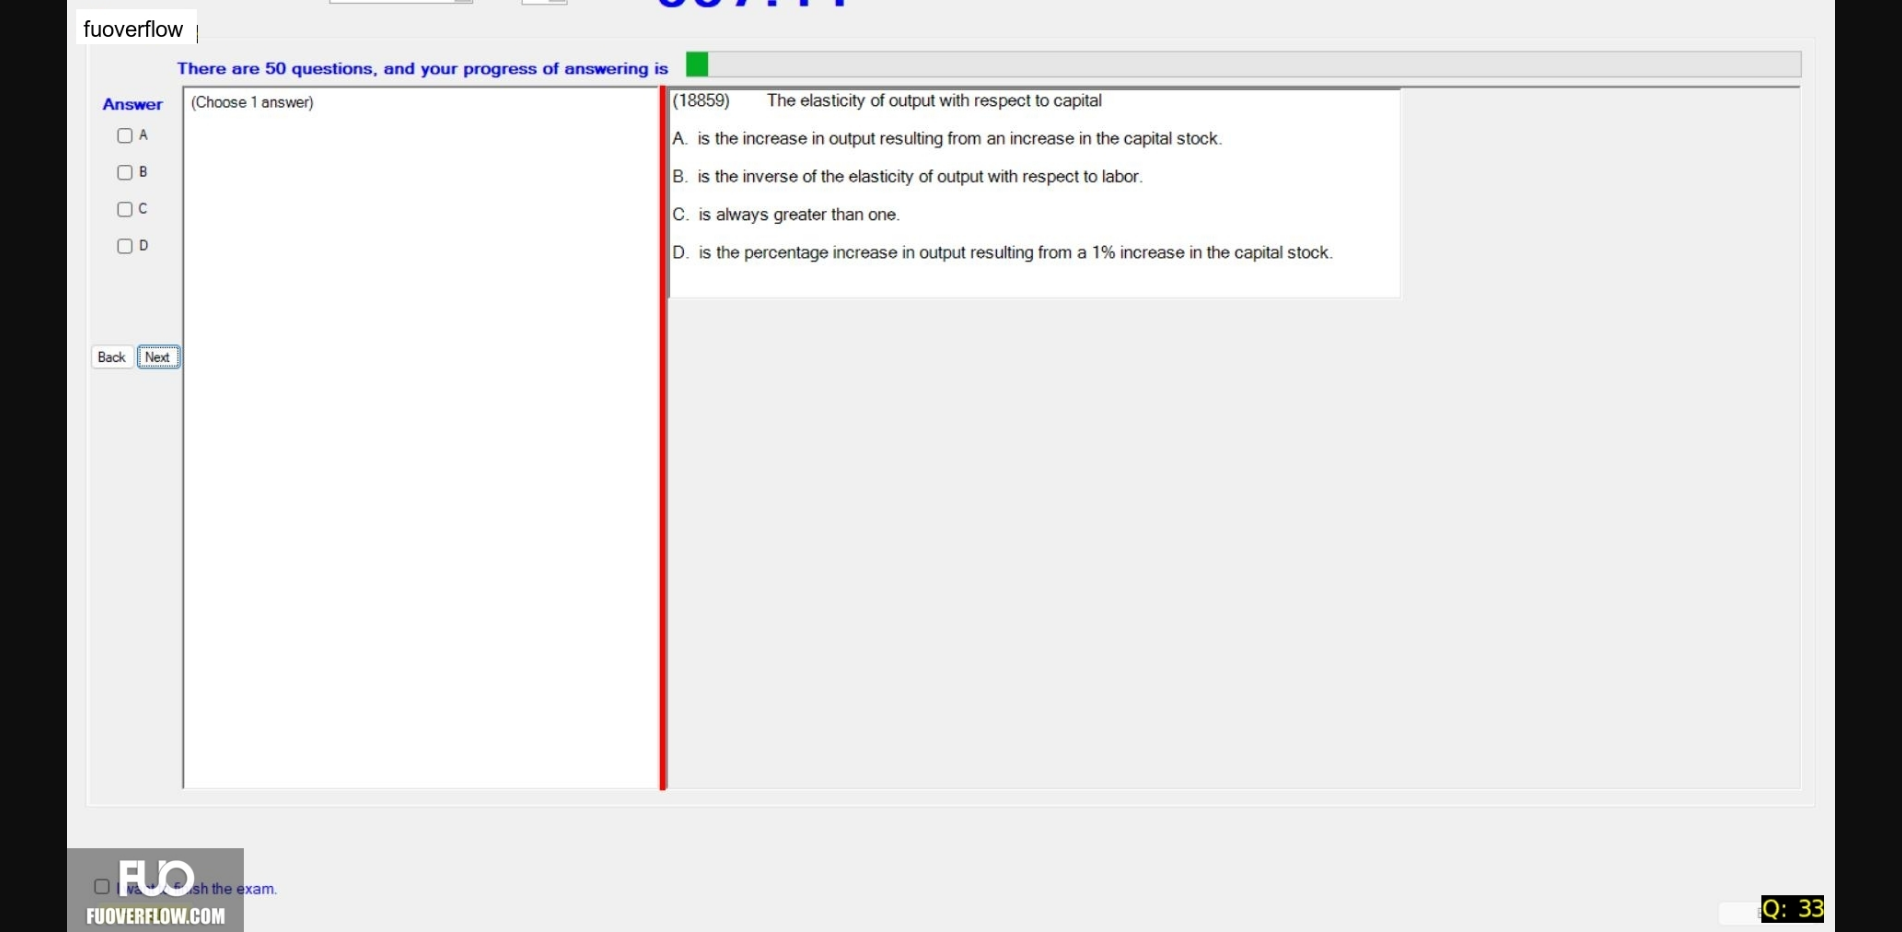 fuoverflow
There are 50 questions, and your progress of answering is
Answer
(Choose 1 answer)
A
B
C
D
Back Next
(18859) The elasticity of output with respect to capital
A. is the increase in output resulting from an increase in the capital stock.
B. is the inverse of the elasticity of output with respect to labor.
C. is always greater than one.
D. is the percentage increase in output resulting from a 1% increase in the capital stock.
FUO
the exam.
FUOVERFLOW.COM
Q: 33